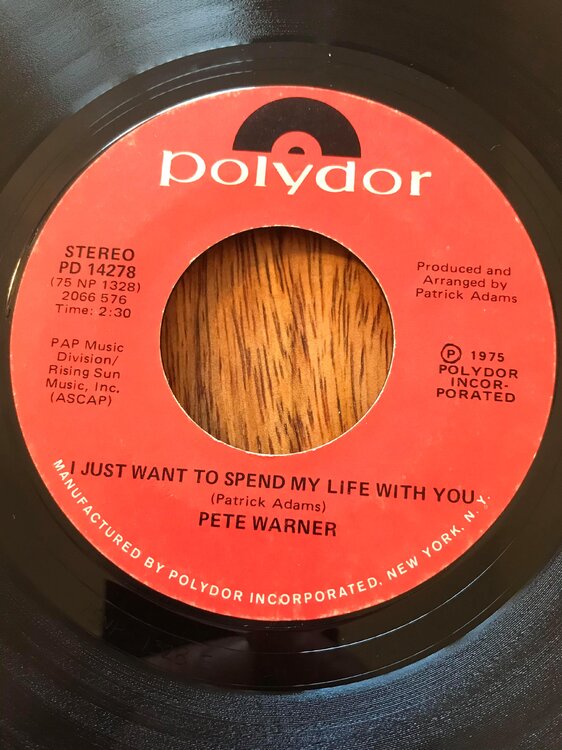 polydor
STEREO
PD 14278
(75 NP 1328)
2066 576
Time: 2:30
PAP Music
Division/
Rising Sun
Music, Inc.
(ASCAP)
Produced and
Arranged by
Patrick Adams
℗ 1975
POLYDOR
INCOR-
PORATED
I JUST WANT TO SPEND MY LIFE WITH YOU
(Patrick Adams)
PETE WARNER
MANUFACTURED BY POLYDOR INCORPORATED, NEW YORK, N.Y.